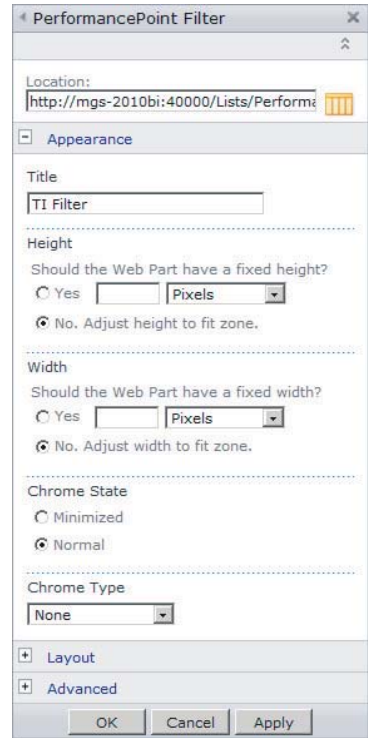 PerformancePoint Filter
Location:
http://mgs-2010bi:40000/Lists/Performa
Appearance
Title
TI Filter
Height
Should the Web Part have a fixed height?
Yes Pixels
No. Adjust height to fit zone.
Width
Should the Web Part have a fixed width?
Yes Pixels
No. Adjust width to fit zone.
Chrome State
Minimized
Normal
Chrome Type
None
Layout
Advanced
OK Cancel Apply